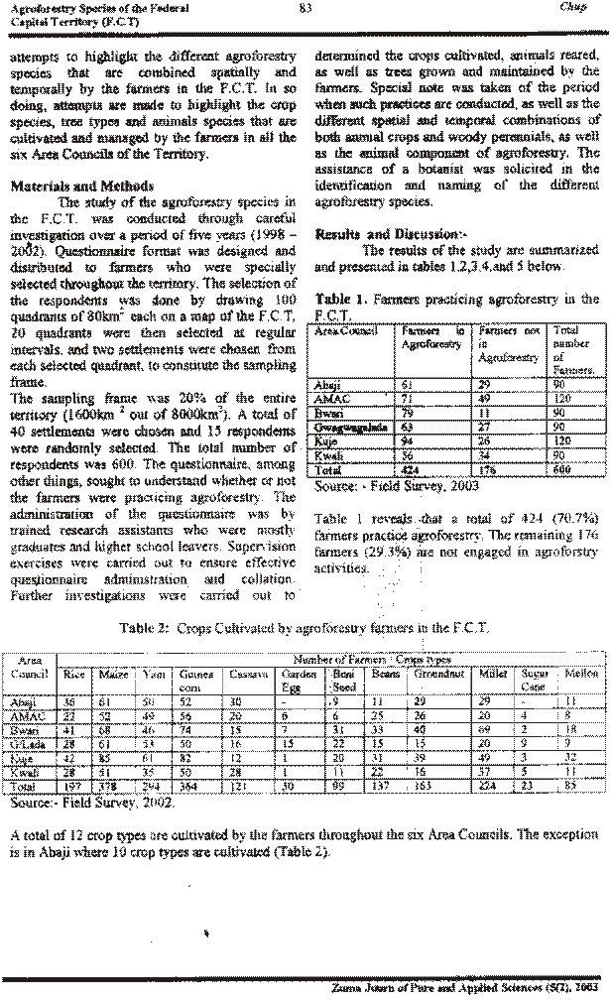 Agroforestry Species of the Federal
Capital Territory (F.C.T)
83
Chup
attempts to highlight the different agroforestry
species that are combined spatially and
temporally by the farmers in the F.C.T. In so
doing, attempts are made to highlight the crop
species, tree types and animals species that are
cultivated and managed by the farmers in all the
six Area Councils of the Territory.
Materials and Methods
The study of the agroforestry species in
the F.C.T. was conducted through careful
investigation over a period of five years (1998 –
2002). Questionnaire format was designed and
distributed to farmers who were specially
selected throughout the territory. The selection of
the respondents was done by drawing 100
quadrants of 80km² each on a map of the F.C.T,
20 quadrants were then selected at regular
intervals, and two settlements were chosen from
each selected quadrant, to constitute the sampling
frame.
The sampling frame was 20% of the entire
territory (1600km ² out of 8000km²). A total of
40 settlements were chosen and 15 respondents
were randomly selected. The total number of
respondents was 600. The questionnaire, among
other things, sought to understand whether or not
the farmers were practicing agroforestry. The
administration of the questionnaire was by
trained research assistants who were mostly
graduates and higher school leavers. Supervision
exercises were carried out to ensure effective
questionnaire administration and collation.
Further investigations were carried out to
determined the crops cultivated, animals reared,
as well as trees grown and maintained by the
farmers. Special note was taken of the period
when such practices are conducted, as well as the
different spatial and temporal combinations of
both annual crops and woody perennials, as well
as the animal component of agroforestry. The
assistance of a botanist was solicited in the
identification and naming of the different
agroforestry species.
Results and Discussion:-
The results of the study are summarized
and presented in tables 1,2,3,4,and 5 below.
Table 1. Farmers practicing agroforestry in the
F.C.T.
Area Council Farmers in Agroforestry Farmers not in Agroforestry Total number of Farmers.
Abaji 61 29 90
AMAC 71 49 120
Bwari 79 11 90
Gwagwagalada 63 27 90
Kuje 94 26 120
Kwali 56 34 90
Total 424 176 600
Source: - Field Survey, 2003
Table 1 reveals that a total of 424 (70.7%)
farmers practice agroforestry. The remaining 176
farmers (29.3%) are not engaged in agroforstry
activities.
Table 2: Crops Cultivated by agroforestry farmers in the F.C.T.
Area Council Number of Farmers / Crops types
Rice Maize Yam Guinea corn Cassava Garden Egg Beni Seed Beans Groundnut Millet Sugar Cane Mellon
Abaji 36 61 50 52 30 - 9 11 29 29 - 11
AMAC 22 52 49 56 20 6 6 25 26 20 4 8
Bwari 41 68 46 74 15 7 31 33 40 69 2 18
G/Lada 28 61 53 50 16 15 22 15 15 20 9 9
Kuje 42 85 61 82 12 1 20 31 39 49 3 32
Kwali 28 51 35 50 28 1 11 22 16 37 5 11
Total 197 378 294 364 121 30 99 137 163 224 23 85
Source:- Field Survey, 2002.
A total of 12 crop types are cultivated by the farmers throughout the six Area Councils. The exception
is in Abaji where 10 crop types are cultivated (Table 2).
Zuma Journ of Pure and Applied Sciences (5(2), 2003